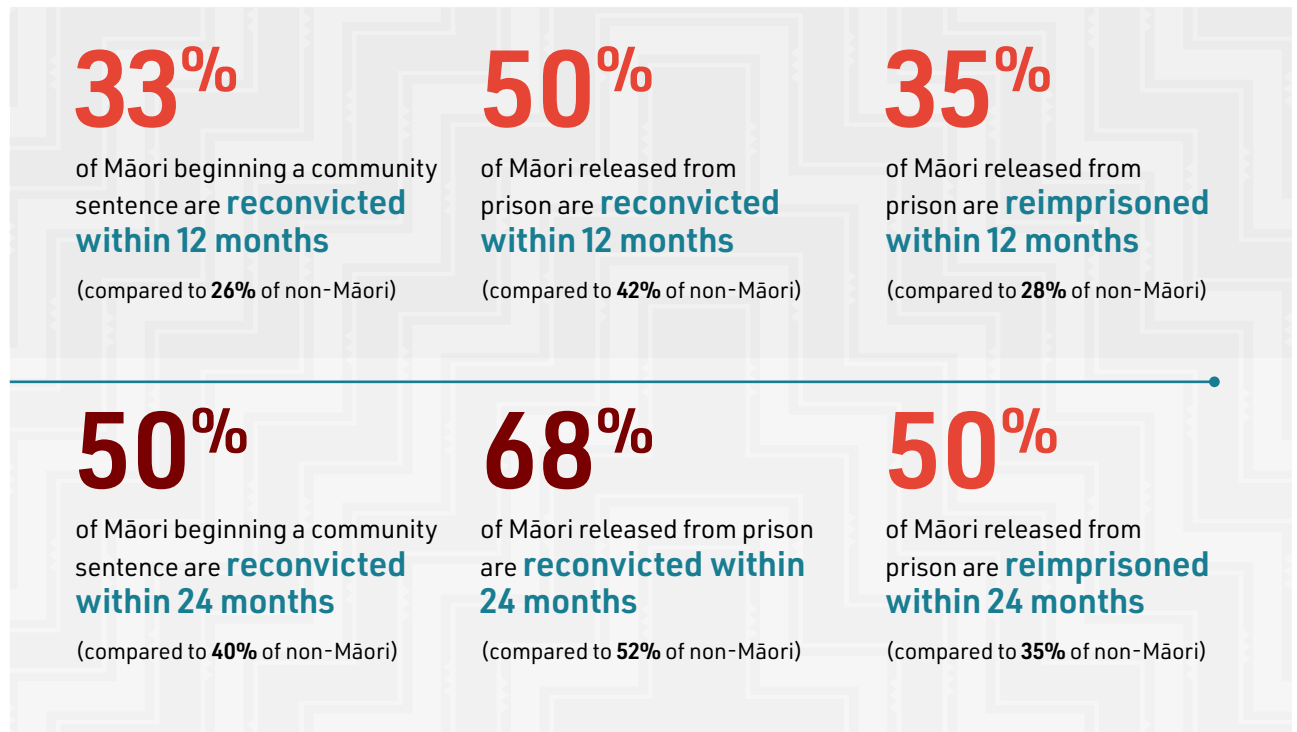 33%
of Māori beginning a community
sentence are reconvicted
within 12 months
(compared to 26% of non-Māori)
50%
of Māori released from
prison are reconvicted
within 12 months
(compared to 42% of non-Māori)
35%
of Māori released from
prison are reimprisoned
within 12 months
(compared to 28% of non-Māori)
50%
of Māori beginning a community
sentence are reconvicted
within 24 months
(compared to 40% of non-Māori)
68%
of Māori released from prison
are reconvicted within
24 months
(compared to 52% of non-Māori)
50%
of Māori released from
prison are reimprisoned
within 24 months
(compared to 35% of non-Māori)